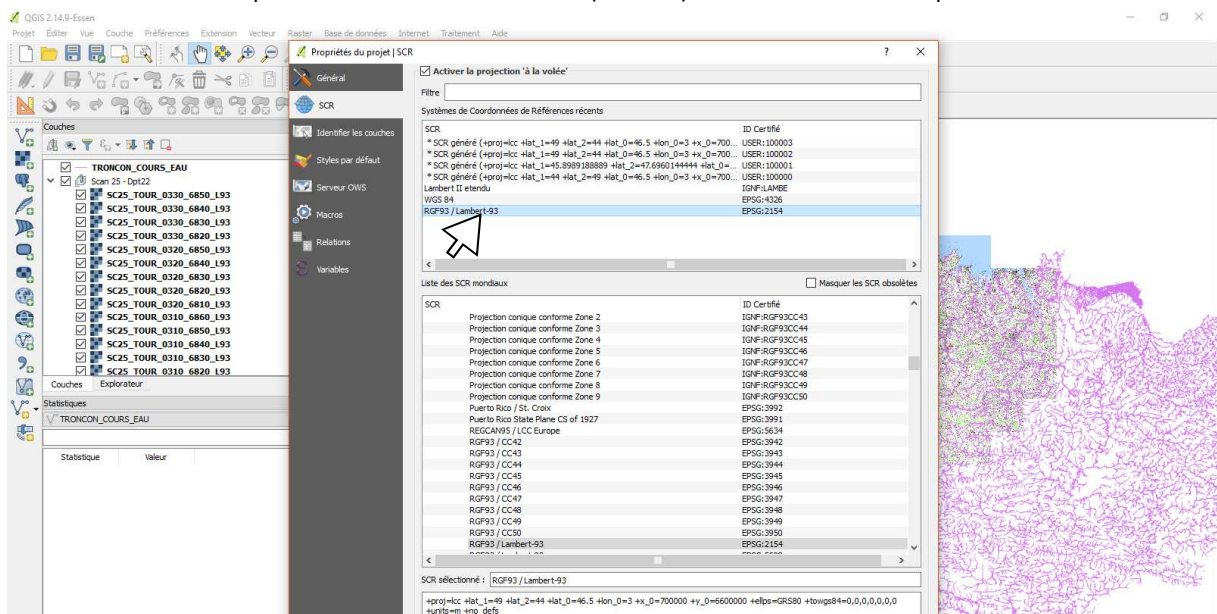 QGIS 2.14.9-Essen
Projet Éditer Vue Couche Préférences Extension Vecteur Raster Base de données Internet Traitement Aide
Propriétés du projet | SCR
? ×
Général
SCR
Identifier les couches
Styles par défaut
Serveur OWS
Macros
Relations
Variables
Activer la projection 'à la volée'
Filtre
Systèmes de Coordonnées de Références récents
SCR ID Certifié
* SCR généré (+proj=lcc +lat_1=49 +lat_2=44 +lat_0=46.5 +lon_0=3 +x_0=700... USER:100003
* SCR généré (+proj=lcc +lat_1=49 +lat_2=44 +lat_0=46.5 +lon_0=3 +x_0=700... USER:100002
* SCR généré (+proj=lcc +lat_1=45.8989188889 +lat_2=47.6960144444 +lat_0=... USER:100001
* SCR généré (+proj=lcc +lat_1=44 +lat_2=49 +lat_0=46.5 +lon_0=3 +x_0=700... USER:100000
Lambert II etendu IGNF:LAMBE
WGS 84 EPSG:4326
RGF93 / Lambert-93 EPSG:2154
Liste des SCR mondiaux
Masquer les SCR obsolètes
SCR ID Certifié
Projection conique conforme Zone 2 IGNF:RGF93CC43
Projection conique conforme Zone 3 IGNF:RGF93CC44
Projection conique conforme Zone 4 IGNF:RGF93CC45
Projection conique conforme Zone 5 IGNF:RGF93CC46
Projection conique conforme Zone 6 IGNF:RGF93CC47
Projection conique conforme Zone 7 IGNF:RGF93CC48
Projection conique conforme Zone 8 IGNF:RGF93CC49
Projection conique conforme Zone 9 IGNF:RGF93CC50
Puerto Rico / St. Croix EPSG:3992
Puerto Rico State Plane CS of 1927 EPSG:3991
REGCAN95 / LCC Europe EPSG:5634
RGF93 / CC42 EPSG:3942
RGF93 / CC43 EPSG:3943
RGF93 / CC44 EPSG:3944
RGF93 / CC45 EPSG:3945
RGF93 / CC46 EPSG:3946
RGF93 / CC47 EPSG:3947
RGF93 / CC48 EPSG:3948
RGF93 / CC49 EPSG:3949
RGF93 / CC50 EPSG:3950
RGF93 / Lambert-93 EPSG:2154
SCR sélectionné : RGF93 / Lambert-93
+proj=lcc +lat_1=49 +lat_2=44 +lat_0=46.5 +lon_0=3 +x_0=700000 +y_0=6600000 +ellps=GRS80 +towgs84=0,0,0,0,0,0,0
+units=m +no_defs
Couches
TRONCON_COURS_EAU
Scan 25 - Dpt22
SC25_TOUR_0330_6850_L93
SC25_TOUR_0330_6840_L93
SC25_TOUR_0330_6830_L93
SC25_TOUR_0330_6820_L93
SC25_TOUR_0320_6850_L93
SC25_TOUR_0320_6840_L93
SC25_TOUR_0320_6830_L93
SC25_TOUR_0320_6820_L93
SC25_TOUR_0320_6810_L93
SC25_TOUR_0310_6860_L93
SC25_TOUR_0310_6850_L93
SC25_TOUR_0310_6840_L93
SC25_TOUR_0310_6830_L93
SC25_TOUR_0310_6820_L93
Couches Explorateur
Statistiques
TRONCON_COURS_EAU
Statistique Valeur